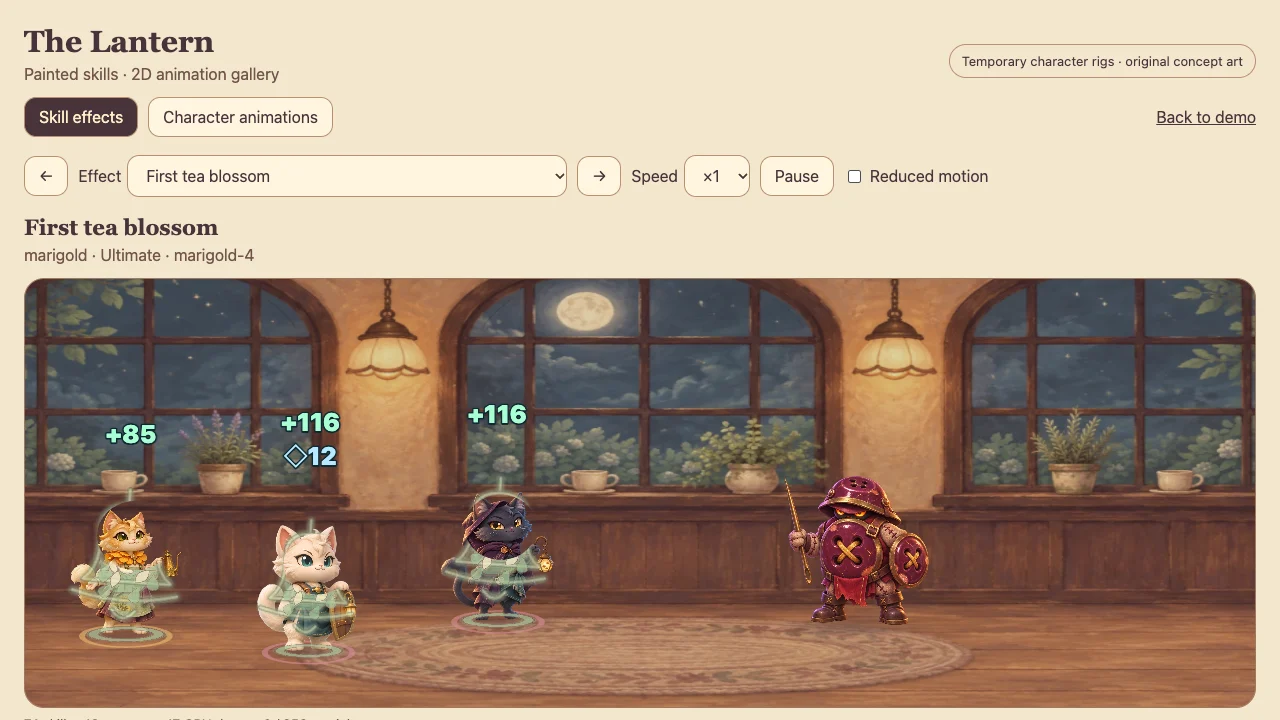 The Lantern
Painted skills · 2D animation gallery
Temporary character rigs · original concept art
Skill effects
Character animations
Back to demo
←
Effect
First tea blossom
→
Speed
×1
Pause
Reduced motion
First tea blossom
marigold · Ultimate · marigold-4
+85
+116
◇12
+116